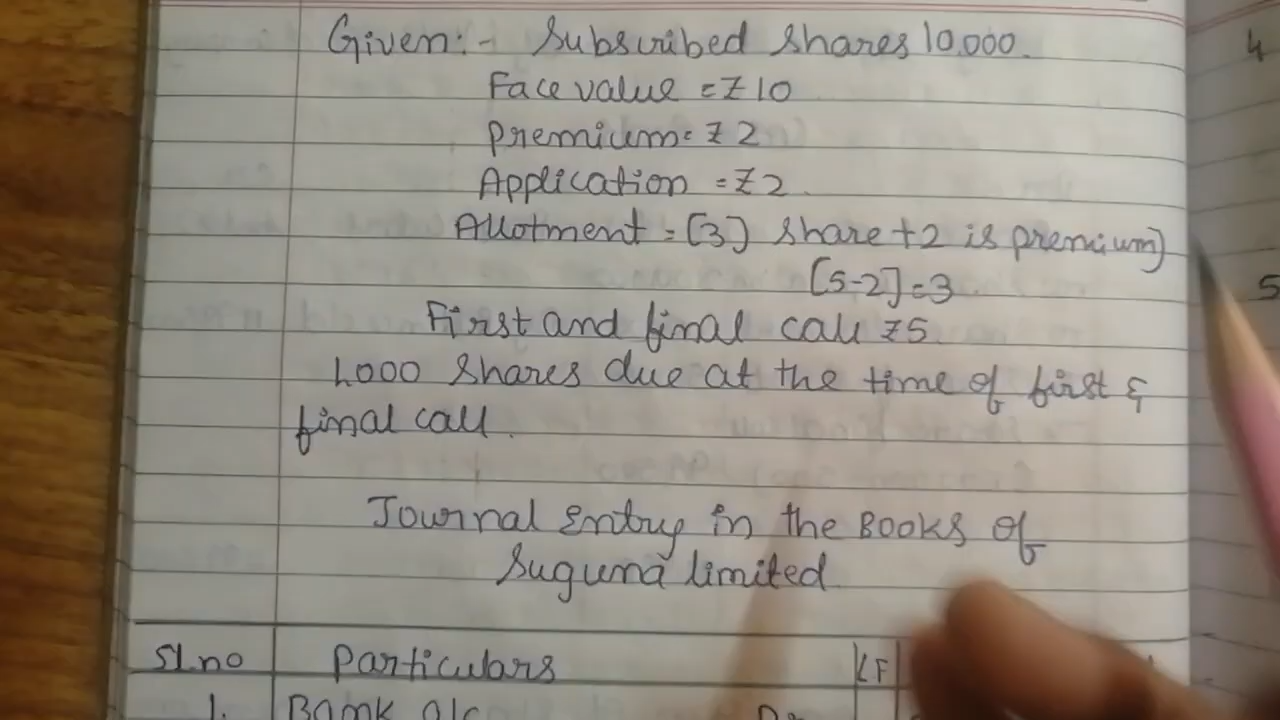 Given:- Subscribed shares 10,000.
Face value = ₹10
Premium = ₹2
Application = ₹2.
Allotment = [3] share + 2 is premium]
[5-2] = 3
First and final call ₹5.
1,000 shares due at the time of first &
final call.
Journal entry in the Books of
Suguna limited
Sl.no Particulars LF
1. Bank a/c Dr
4
5